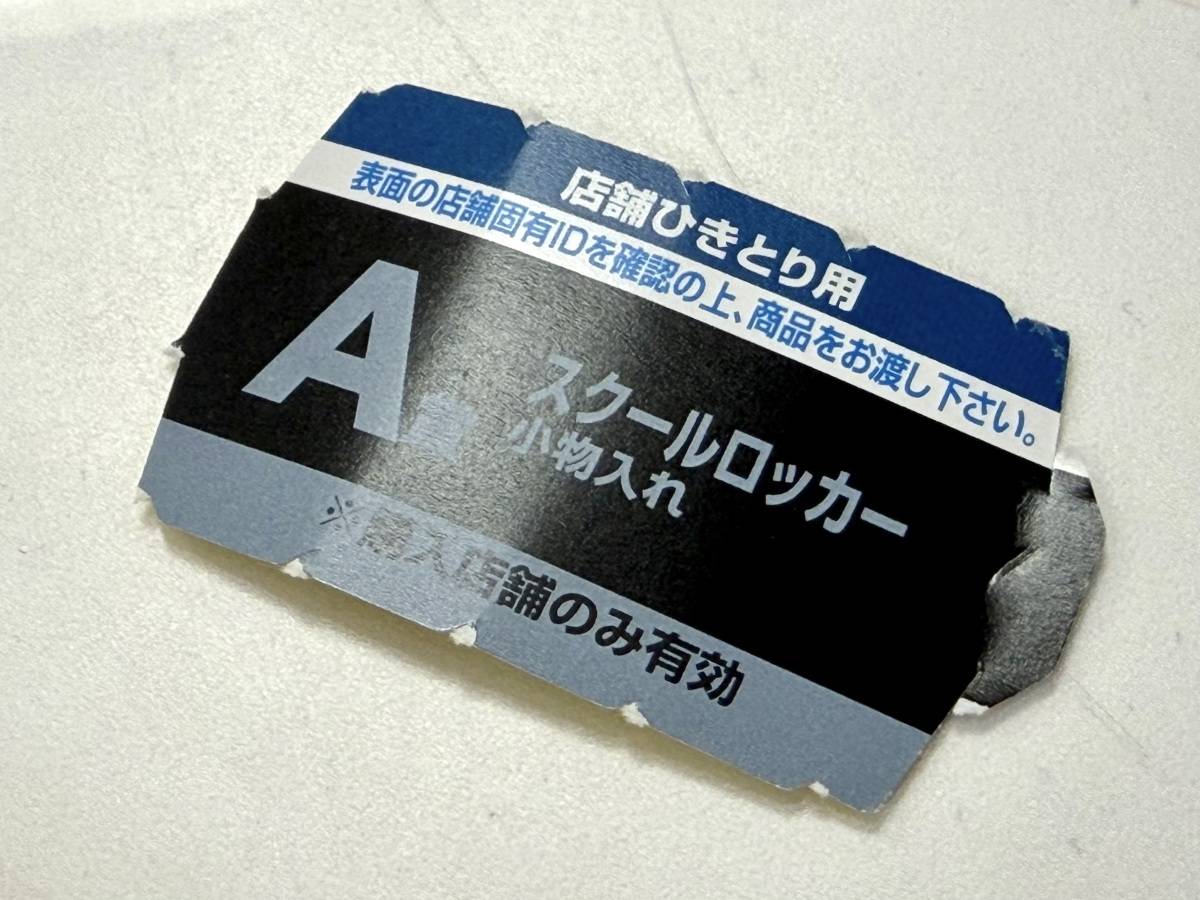 店舗ひきとり用
表面の店舗固有IDを確認の上、商品をお渡し下さい。
A賞
スクールロッカー
小物入れ
※購入店舗のみ有効